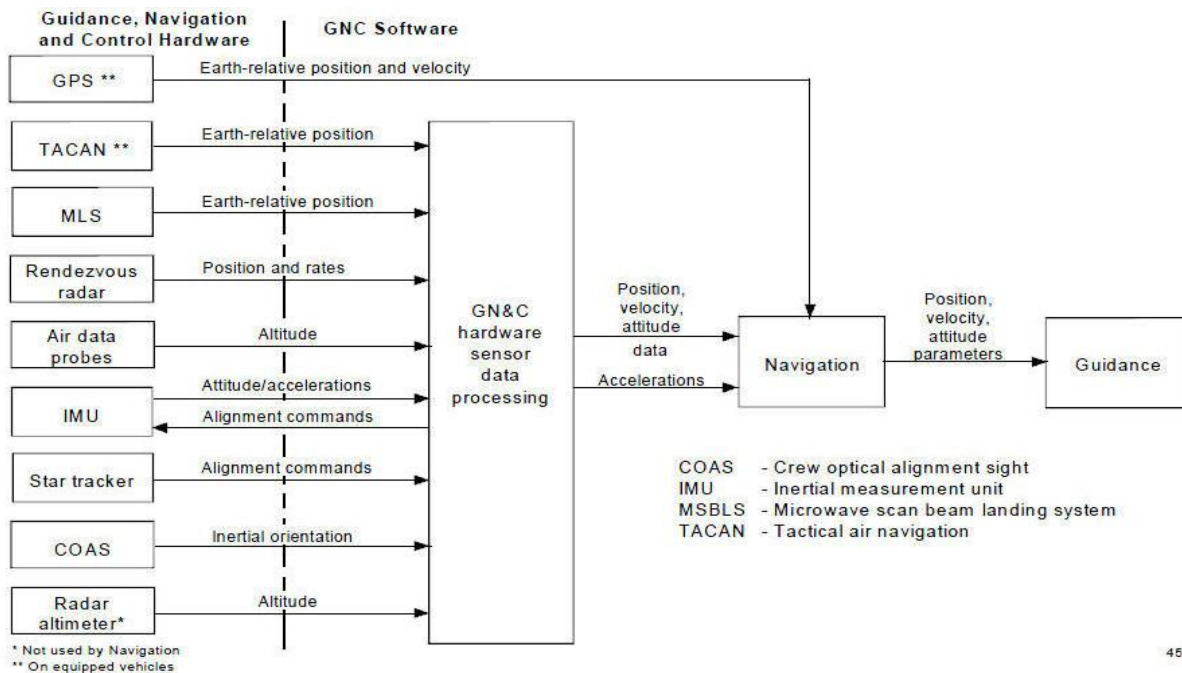 Guidance, Navigation
and Control Hardware
GNC Software
GPS **
Earth-relative position and velocity
TACAN **
Earth-relative position
MLS
Earth-relative position
Rendezvous
radar
Position and rates
Air data
probes
Altitude
IMU
Attitude/accelerations
Alignment commands
Star tracker
Alignment commands
COAS
Inertial orientation
Radar
altimeter*
Altitude
GN&C
hardware
sensor
data
processing
Position,
velocity,
attitude
data
Accelerations
Navigation
Position,
velocity,
attitude
parameters
Guidance
COAS - Crew optical alignment sight
IMU - Inertial measurement unit
MSBLS - Microwave scan beam landing system
TACAN - Tactical air navigation
* Not used by Navigation
** On equipped vehicles
45